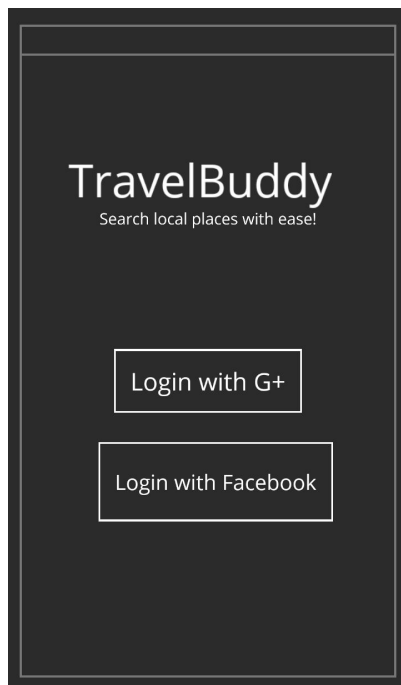 TravelBuddy
Search local places with ease!
Login with G+
Login with Facebook